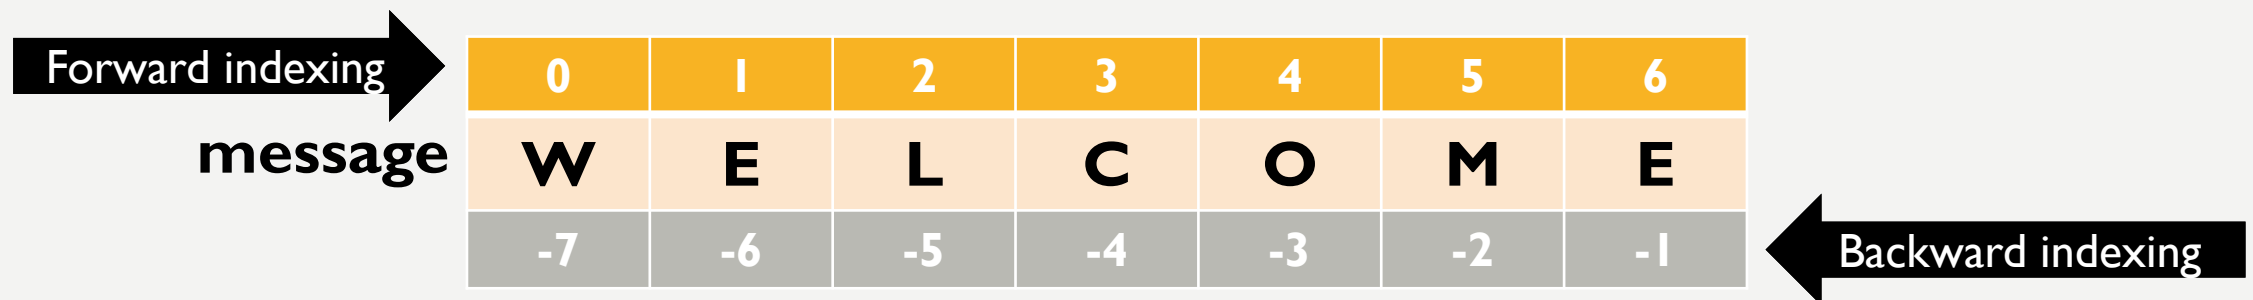 Forward indexing 0 1 2 3 4 5 6
message W E L C O M E
-7 -6 -5 -4 -3 -2 -1 Backward indexing